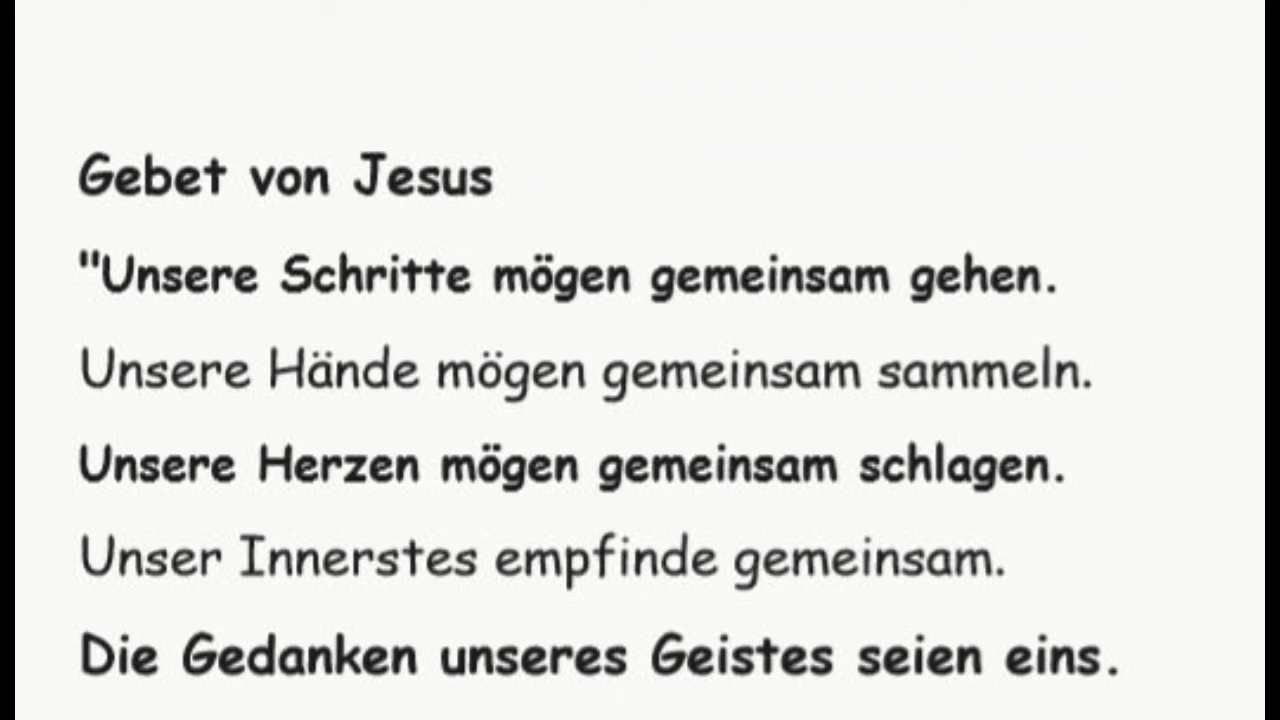 Gebet von Jesus
"Unsere Schritte mögen gemeinsam gehen.
Unsere Hände mögen gemeinsam sammeln.
Unsere Herzen mögen gemeinsam schlagen.
Unser Innerstes empfinde gemeinsam.
Die Gedanken unseres Geistes seien eins.